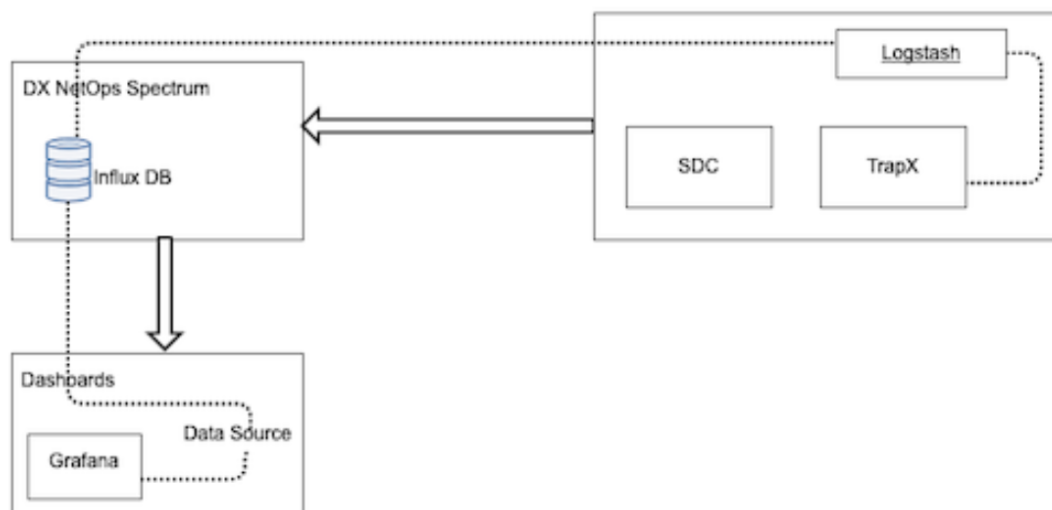 Logstash
DX NetOps Spectrum
SDC
TrapX
Influx DB
Dashboards
Data Source
Grafana